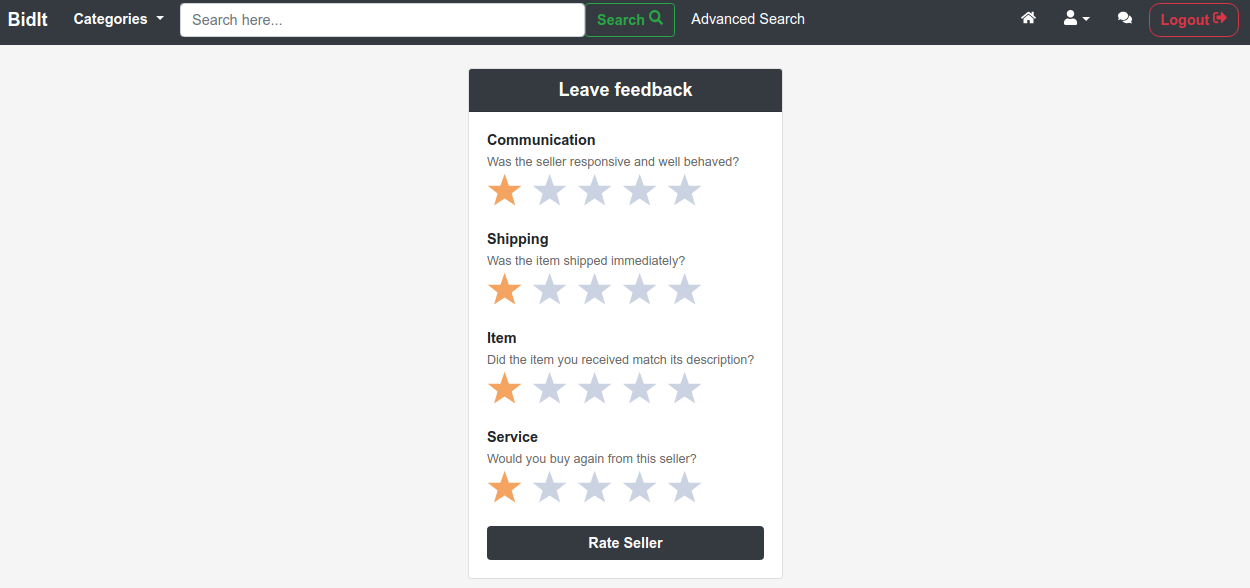 BidIt Categories Search here... Search Advanced Search Logout
Leave feedback
Communication
Was the seller responsive and well behaved?
Shipping
Was the item shipped immediately?
Item
Did the item you received match its description?
Service
Would you buy again from this seller?
Rate Seller